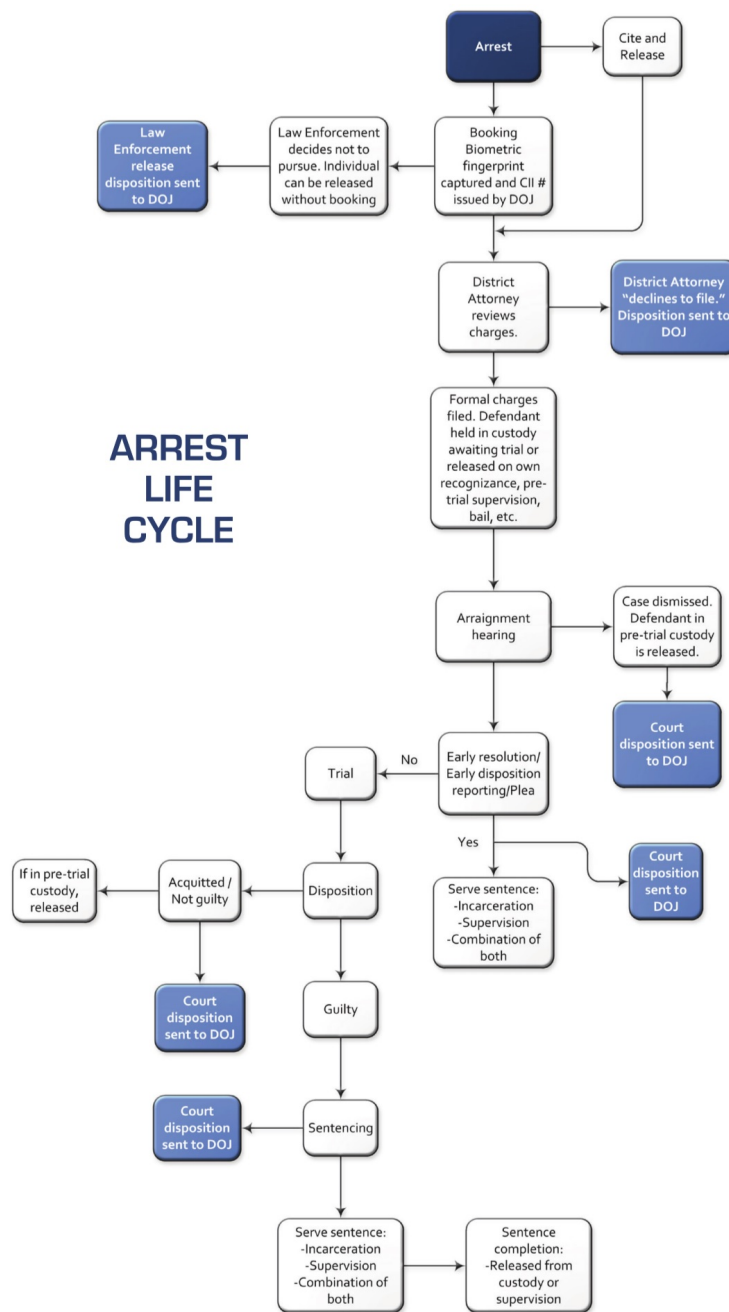 Arrest
Cite and
Release
Law
Enforcement
release
disposition sent
to DOJ
Law Enforcement
decides not to
pursue. Individual
can be released
without booking
Booking
Biometric
fingerprint
captured and CII #
issued by DOJ
District
Attorney
reviews
charges.
District Attorney
“declines to file.”
Disposition sent to
DOJ
ARREST
LIFE
CYCLE
Formal charges
filed. Defendant
held in custody
awaiting trial or
released on own
recognizance, pre-
trial supervision,
bail, etc.
Arraignment
hearing
Case dismissed.
Defendant in
pre-trial custody
is released.
Court
disposition sent
to DOJ
Trial
No
Early resolution/
Early disposition
reporting/Plea
Yes
Court
disposition
sent to
DOJ
Serve sentence:
-Incarceration
-Supervision
-Combination of
both
If in pre-trial
custody,
released
Acquitted /
Not guilty
Disposition
Court
disposition
sent to DOJ
Guilty
Court
disposition
sent to DOJ
Sentencing
Serve sentence:
-Incarceration
-Supervision
-Combination of
both
Sentence
completion:
-Released from
custody or
supervision